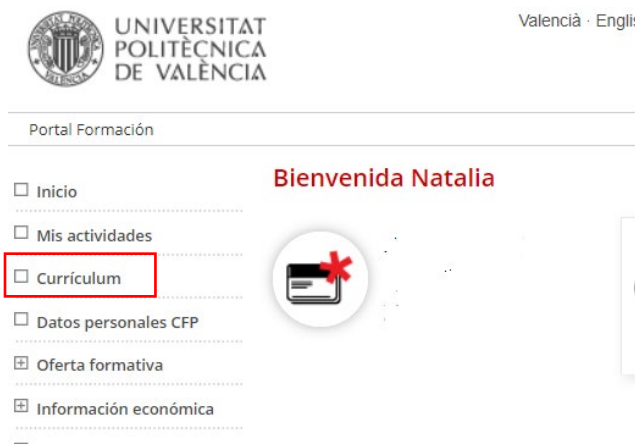 UNIVERSITAT
POLITÈCNICA
DE VALÈNCIA
Valencià · Englis
Portal Formación
Bienvenida Natalia
Inicio
Mis actividades
Currículum
Datos personales CFP
Oferta formativa
Información económica